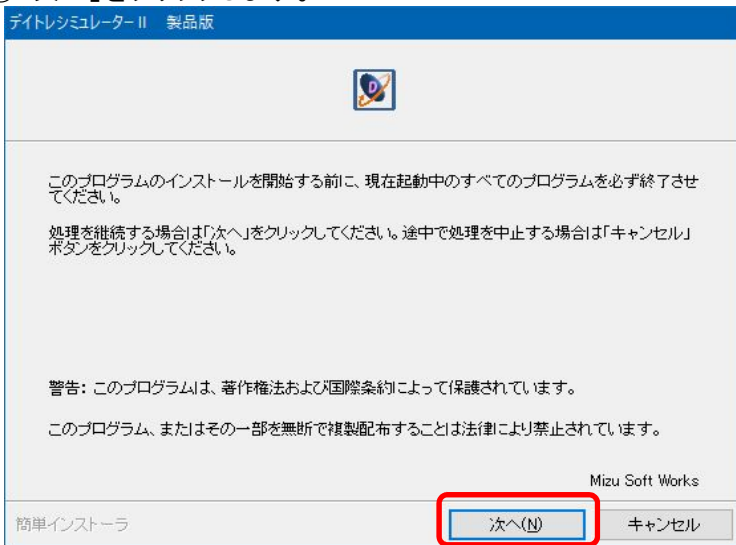 デイトレシミュレーターⅡ 製品版
このプログラムのインストールを開始する前に、現在起動中のすべてのプログラムを必ず終了させ
てください。
処理を継続する場合は「次へ」をクリックしてください。途中で処理を中止する場合は「キャンセル」
ボタンをクリックしてください。
警告: このプログラムは、著作権法および国際条約によって保護されています。
このプログラム、またはその一部を無断で複製配布することは法律により禁止されています。
Mizu Soft Works
簡単インストーラ
次へ(N)
キャンセル